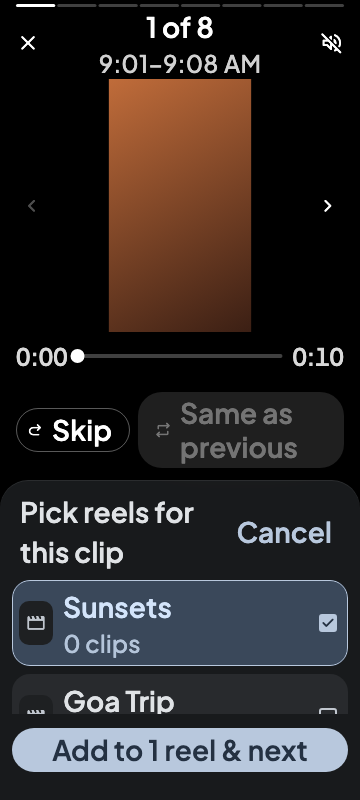 1 of 8
9:01–9:08 AM
0:00
0:10
Skip
Same as
previous
Pick reels for
this clip
Cancel
Sunsets
0 clips
Goa Trip
Add to 1 reel & next